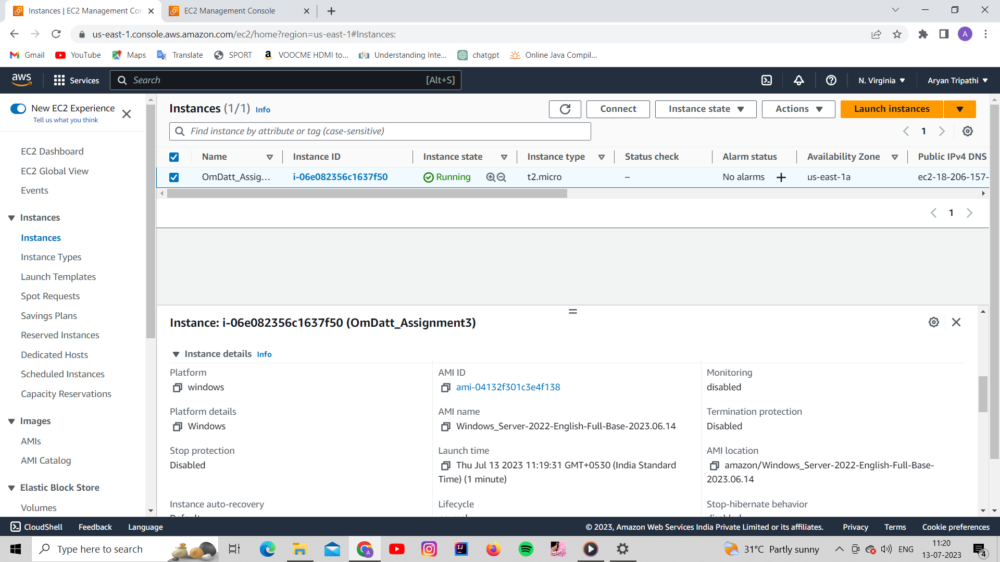 Instances | EC2 Management Con
EC2 Management Console
us-east-1.console.aws.amazon.com/ec2/home?region=us-east-1#Instances:
A
Gmail YouTube Maps Translate SPORT VOOCME HDMI to... Understanding Inte... chatgpt Online Java Compil...
aws Services Search [Alt+S] N. Virginia Aryan Tripathi
New EC2 Experience
Tell us what you think
EC2 Dashboard
EC2 Global View
Events
Instances
Instances
Instance Types
Launch Templates
Spot Requests
Savings Plans
Reserved Instances
Dedicated Hosts
Scheduled Instances
Capacity Reservations
Images
AMIs
AMI Catalog
Elastic Block Store
Volumes
Instances (1/1) Info
Connect Instance state Actions Launch instances
Find instance by attribute or tag (case-sensitive)
1
Name Instance ID Instance state Instance type Status check Alarm status Availability Zone Public IPv4 DNS
OmDatt_Assig... i-06e082356c1637f50 Running t2.micro – No alarms + us-east-1a ec2-18-206-157-
1
Instance: i-06e082356c1637f50 (OmDatt_Assignment3)
Instance details Info
Platform
windows
AMI ID
ami-04132f301c3e4f138
Monitoring
disabled
Platform details
Windows
AMI name
Windows_Server-2022-English-Full-Base-2023.06.14
Termination protection
Disabled
Stop protection
Disabled
Launch time
Thu Jul 13 2023 11:19:31 GMT+0530 (India Standard
Time) (1 minute)
AMI location
amazon/Windows_Server-2022-English-Full-Base-
2023.06.14
Instance auto-recovery
Lifecycle
Stop-hibernate behavior
CloudShell Feedback Language © 2023, Amazon Web Services India Private Limited or its affiliates. Privacy Terms Cookie preferences
Type here to search
31°C Partly sunny
ENG
11:20
13-07-2023
4